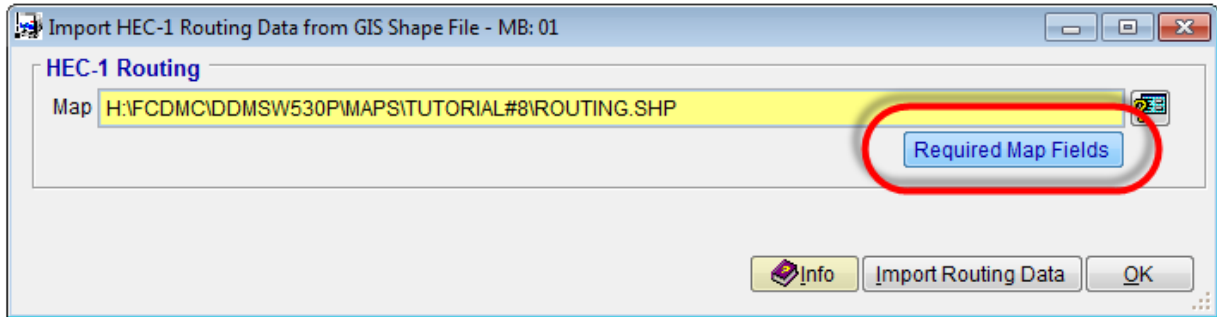 Import HEC-1 Routing Data from GIS Shape File - MB: 01
HEC-1 Routing
Map H:\FCDMC\DDMSW530P\MAPS\TUTORIAL#8\ROUTING.SHP
Required Map Fields
Info Import Routing Data OK